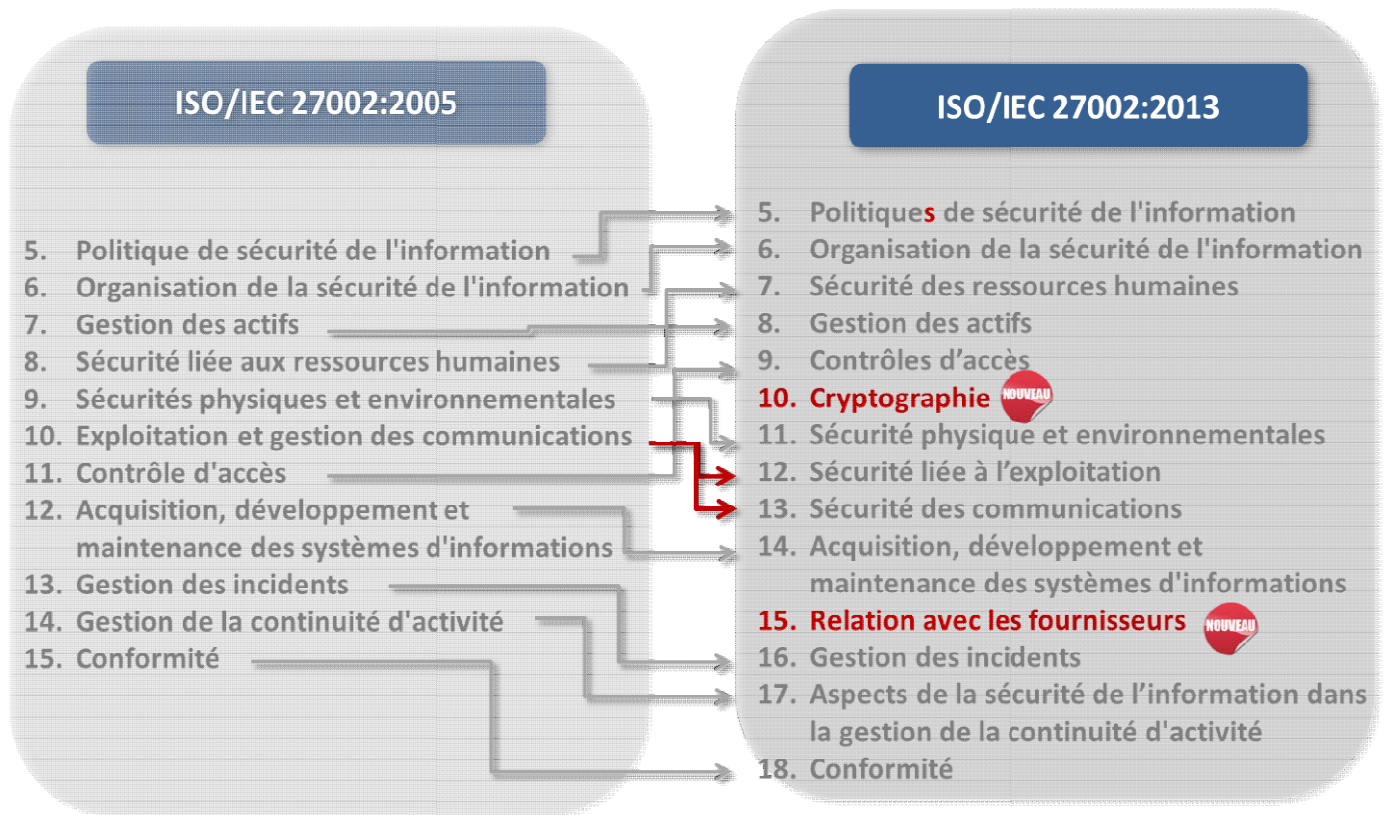 ISO/IEC 27002:2005
5. Politique de sécurité de l'information
6. Organisation de la sécurité de l'information
7. Gestion des actifs
8. Sécurité liée aux ressources humaines
9. Sécurités physiques et environnementales
10. Exploitation et gestion des communications
11. Contrôle d'accès
12. Acquisition, développement et
maintenance des systèmes d'informations
13. Gestion des incidents
14. Gestion de la continuité d'activité
15. Conformité
ISO/IEC 27002:2013
5. Politiques de sécurité de l'information
6. Organisation de la sécurité de l'information
7. Sécurité des ressources humaines
8. Gestion des actifs
9. Contrôles d’accès
10. Cryptographie NOUVEAU
11. Sécurité physique et environnementales
12. Sécurité liée à l’exploitation
13. Sécurité des communications
14. Acquisition, développement et
maintenance des systèmes d'informations
15. Relation avec les fournisseurs NOUVEAU
16. Gestion des incidents
17. Aspects de la sécurité de l’information dans
la gestion de la continuité d'activité
18. Conformité